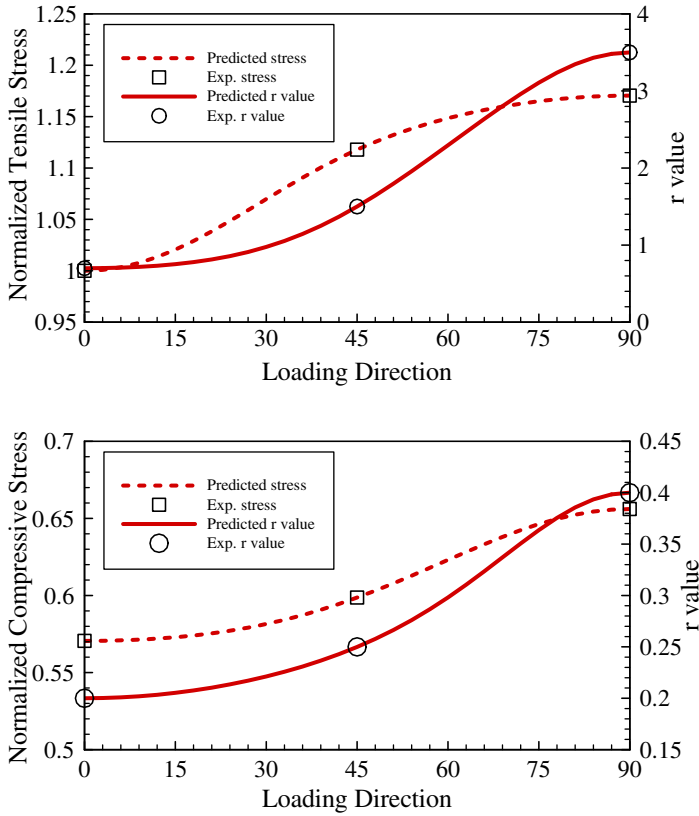 1.25
1.2
1.15
1.1
1.05
1
0.95
Normalized Tensile Stress
Predicted stress
Exp. stress
Predicted r value
Exp. r value
4
3
2
1
0
r value
0 15 30 45 60 75 90
Loading Direction
0.7
0.65
0.6
0.55
0.5
Normalized Compressive Stress
Predicted stress
Exp. stress
Predicted r value
Exp. r value
0.45
0.4
0.35
0.3
0.25
0.2
0.15
r value
0 15 30 45 60 75 90
Loading Direction